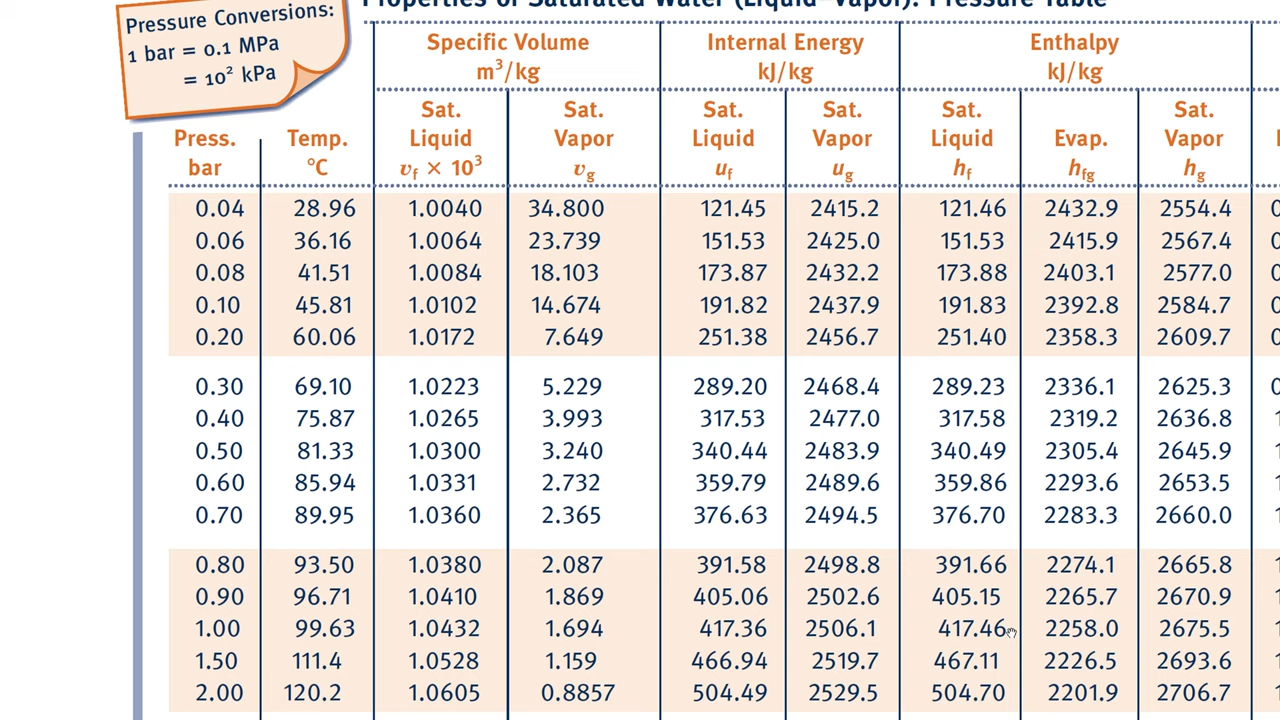 Properties of Saturated Water (Liquid–Vapor): Pressure Table
Pressure Conversions:
1 bar = 0.1 MPa
= 10² kPa
Specific Volume Internal Energy Enthalpy
m³/kg kJ/kg kJ/kg
Sat. Sat. Sat. Sat. Sat. Sat.
Press. Temp. Liquid Vapor Liquid Vapor Liquid Evap. Vapor
bar °C vf × 10³ vg uf ug hf hfg hg
0.04 28.96 1.0040 34.800 121.45 2415.2 121.46 2432.9 2554.4
0.06 36.16 1.0064 23.739 151.53 2425.0 151.53 2415.9 2567.4
0.08 41.51 1.0084 18.103 173.87 2432.2 173.88 2403.1 2577.0
0.10 45.81 1.0102 14.674 191.82 2437.9 191.83 2392.8 2584.7
0.20 60.06 1.0172 7.649 251.38 2456.7 251.40 2358.3 2609.7
0.30 69.10 1.0223 5.229 289.20 2468.4 289.23 2336.1 2625.3
0.40 75.87 1.0265 3.993 317.53 2477.0 317.58 2319.2 2636.8
0.50 81.33 1.0300 3.240 340.44 2483.9 340.49 2305.4 2645.9
0.60 85.94 1.0331 2.732 359.79 2489.6 359.86 2293.6 2653.5
0.70 89.95 1.0360 2.365 376.63 2494.5 376.70 2283.3 2660.0
0.80 93.50 1.0380 2.087 391.58 2498.8 391.66 2274.1 2665.8
0.90 96.71 1.0410 1.869 405.06 2502.6 405.15 2265.7 2670.9
1.00 99.63 1.0432 1.694 417.36 2506.1 417.46 2258.0 2675.5
1.50 111.4 1.0528 1.159 466.94 2519.7 467.11 2226.5 2693.6
2.00 120.2 1.0605 0.8857 504.49 2529.5 504.70 2201.9 2706.7